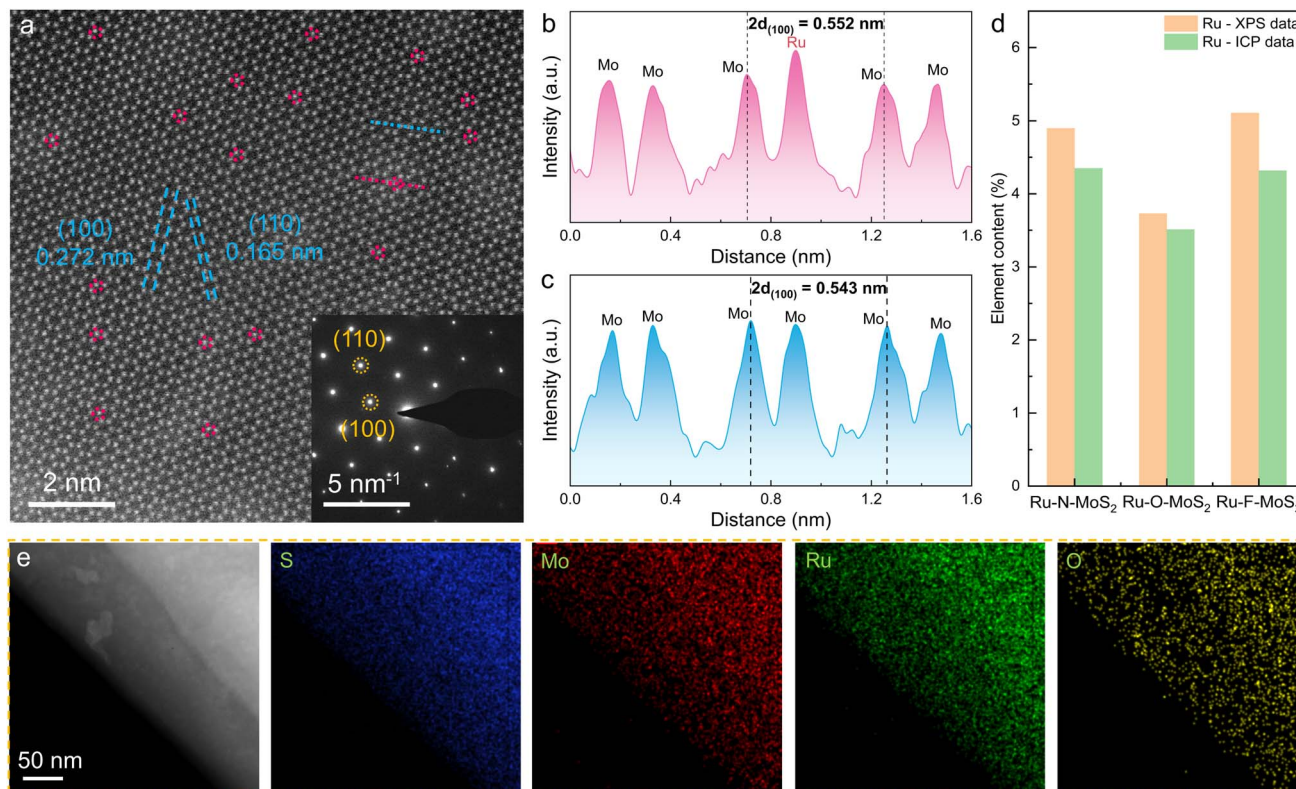 a
(100)
0.272 nm
(110)
0.165 nm
2 nm
(110)
(100)
5 nm⁻¹
b
2d(100) = 0.552 nm
Ru
Mo
Mo
Mo
Mo
Mo
Intensity (a.u.)
0.0 0.4 0.8 1.2 1.6
Distance (nm)
c
2d(100) = 0.543 nm
Mo
Mo
Mo
Mo
Mo
Mo
Intensity (a.u.)
0.0 0.4 0.8 1.2 1.6
Distance (nm)
d
Ru - XPS data
Ru - ICP data
Element content (%)
6
5
4
3
2
1
0
Ru-N-MoS₂ Ru-O-MoS₂ Ru-F-MoS₂
e
50 nm
S
Mo
Ru
O